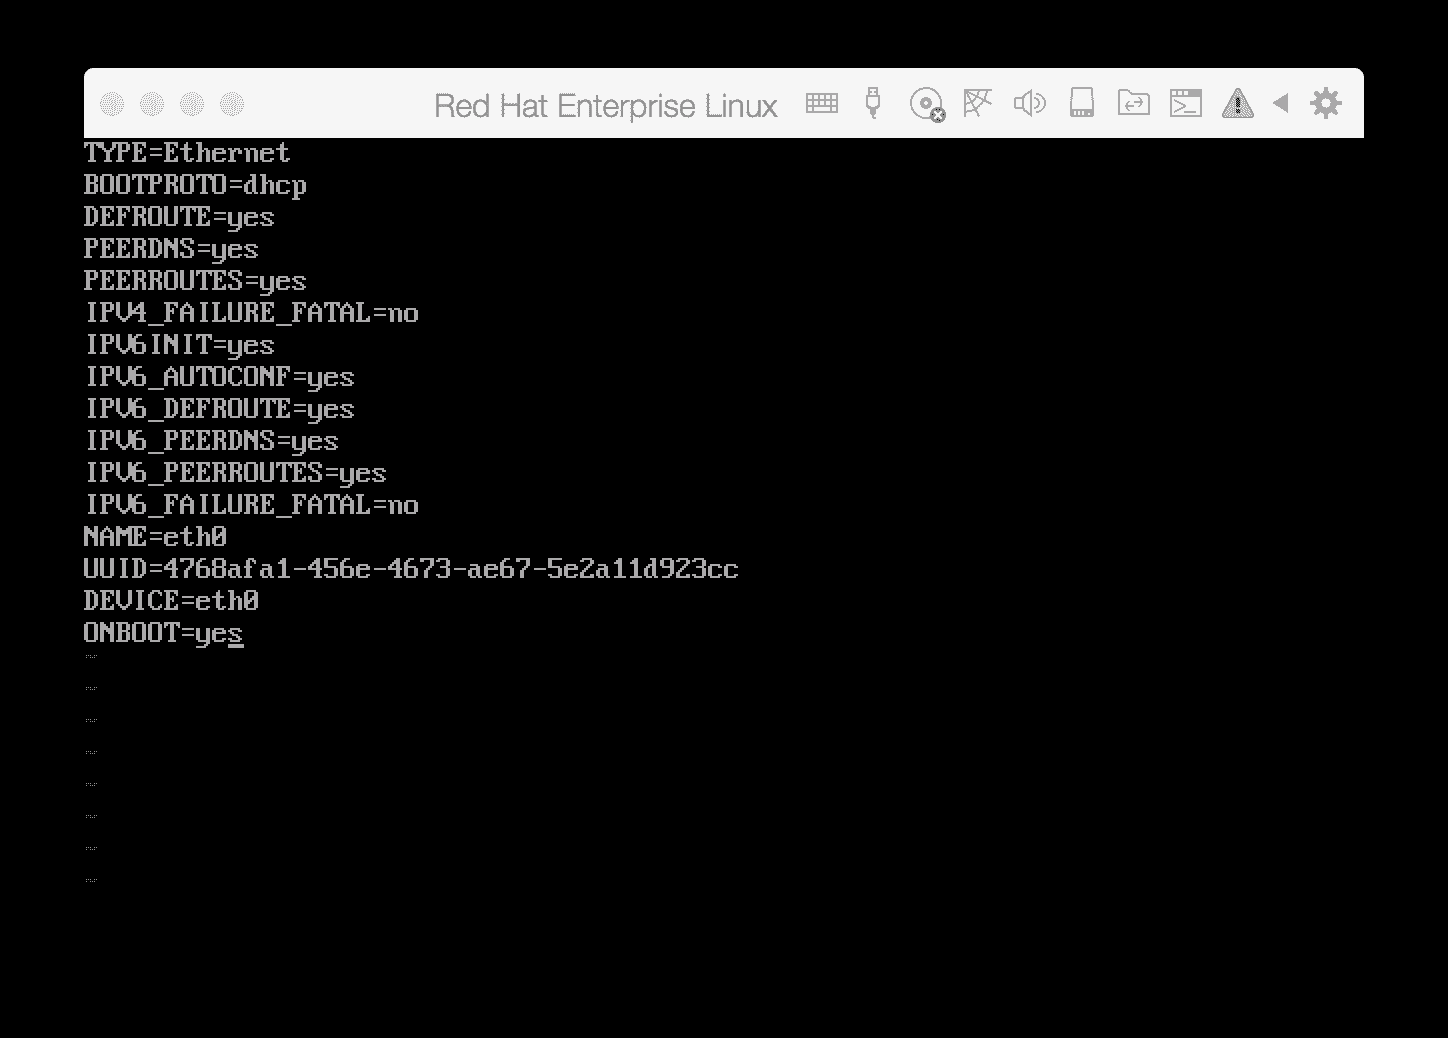 Red Hat Enterprise Linux
TYPE=Ethernet
BOOTPROTO=dhcp
DEFROUTE=yes
PEERDNS=yes
PEERROUTES=yes
IPV4_FAILURE_FATAL=no
IPV6INIT=yes
IPV6_AUTOCONF=yes
IPV6_DEFROUTE=yes
IPV6_PEERDNS=yes
IPV6_PEERROUTES=yes
IPV6_FAILURE_FATAL=no
NAME=eth0
UUID=4768afa1-456e-4673-ae67-5e2a11d923cc
DEVICE=eth0
ONBOOT=yes
~
~
~
~
~
~
~
~